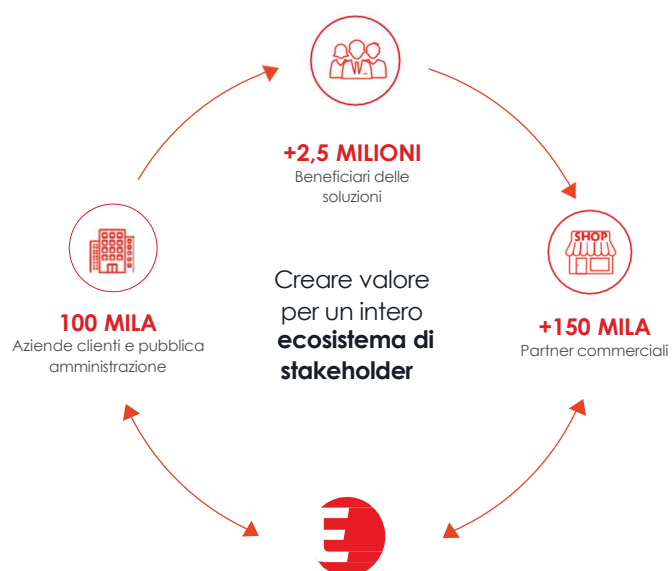 +2,5 MILIONI
Beneficiari delle
soluzioni
SHOP
100 MILA
Aziende clienti e pubblica
amministrazione
Creare valore
per un intero
ecosistema di
stakeholder
+150 MILA
Partner commerciali
E